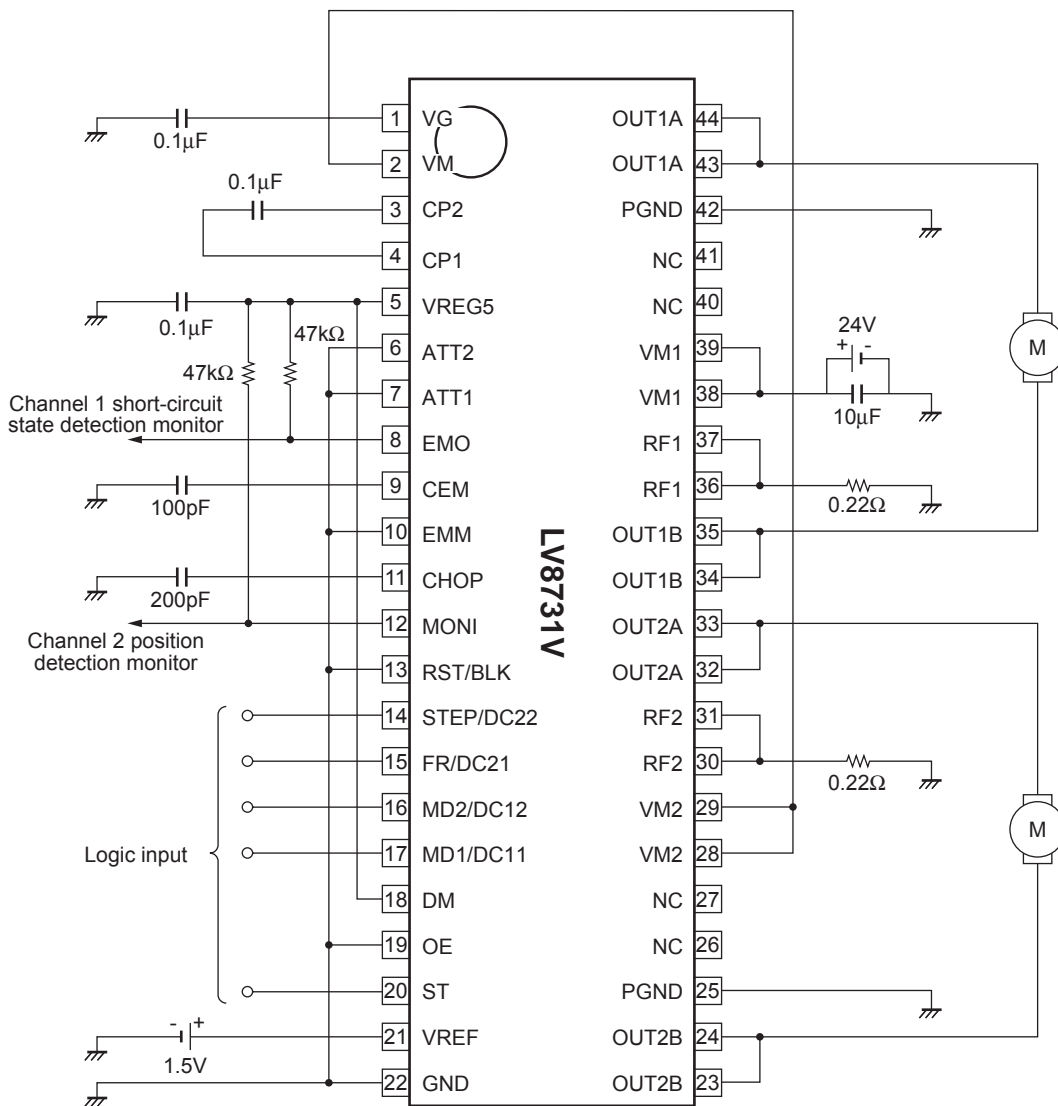 1 VG
0.1μF
2 VM
0.1μF
3 CP2
4 CP1
5 VREG5
0.1μF
47kΩ
6 ATT2
47kΩ
7 ATT1
Channel 1 short-circuit
state detection monitor
8 EMO
9 CEM
100pF
10 EMM
11 CHOP
200pF
12 MONI
Channel 2 position
detection monitor
13 RST/BLK
14 STEP/DC22
15 FR/DC21
16 MD2/DC12
Logic input
17 MD1/DC11
18 DM
19 OE
20 ST
- +
21 VREF
1.5V
22 GND
LV8731V
OUT1A 44
OUT1A 43
PGND 42
NC 41
NC 40
24V
+ -
VM1 39
M
VM1 38
10μF
RF1 37
RF1 36
0.22Ω
OUT1B 35
OUT1B 34
OUT2A 33
OUT2A 32
RF2 31
RF2 30
0.22Ω
VM2 29
M
VM2 28
NC 27
NC 26
PGND 25
OUT2B 24
OUT2B 23